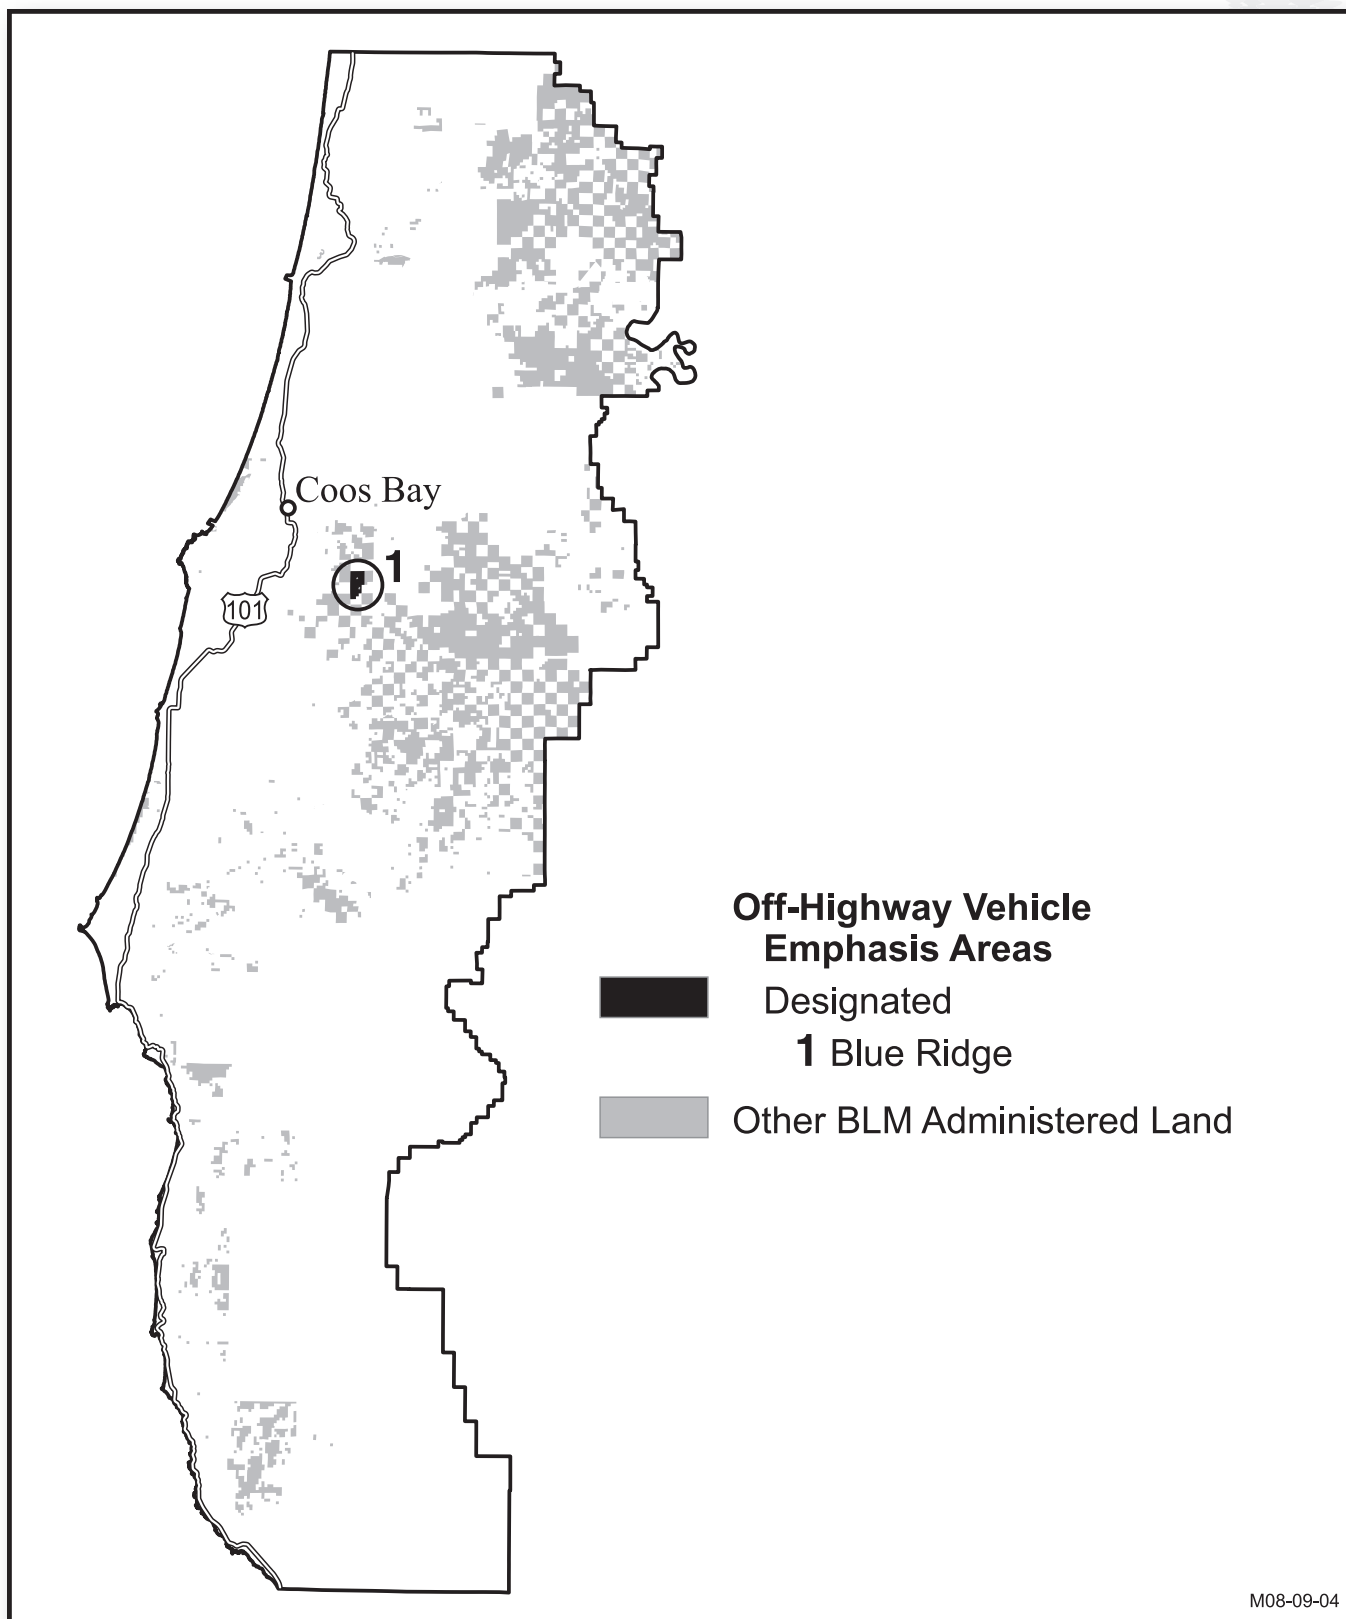 Coos Bay
1
101
Off-Highway Vehicle
Emphasis Areas
Designated
1 Blue Ridge
Other BLM Administered Land
M08-09-04